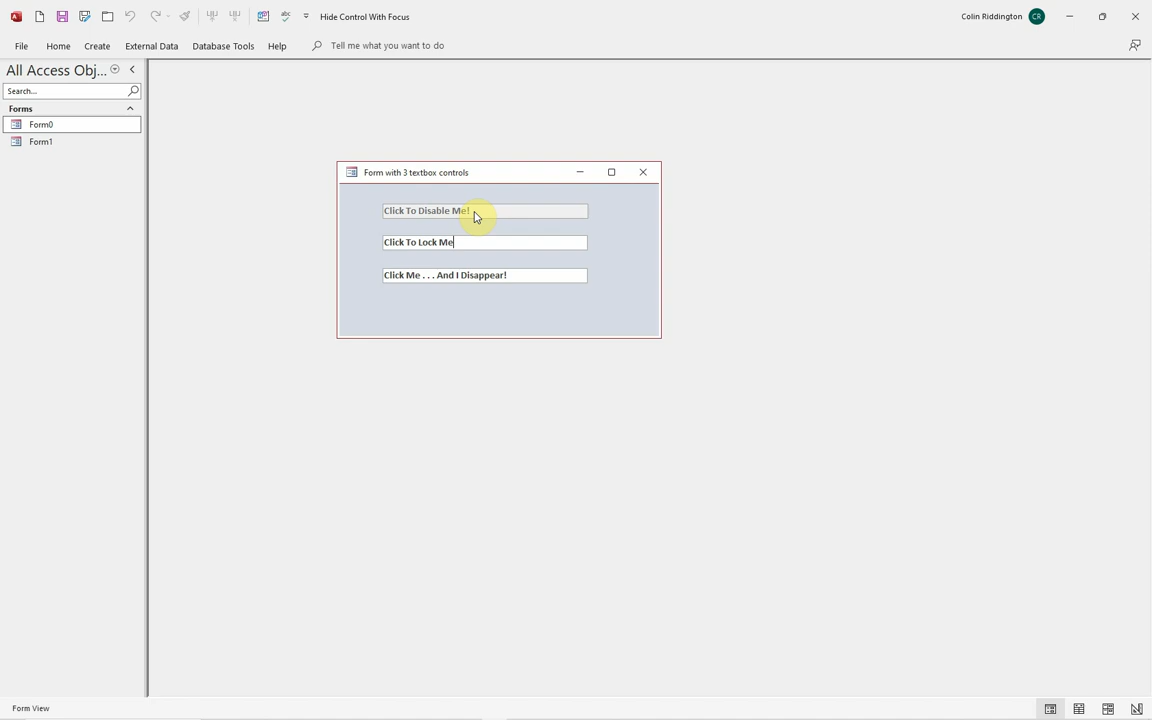 Hide Control With Focus
Colin Riddington CR
File Home Create External Data Database Tools Help Tell me what you want to do
All Access Obj...
Search...
Forms
Form0
Form1
Form with 3 textbox controls
Click To Disable Me!
Click To Lock Me
Click Me . . . And I Disappear!
Form View